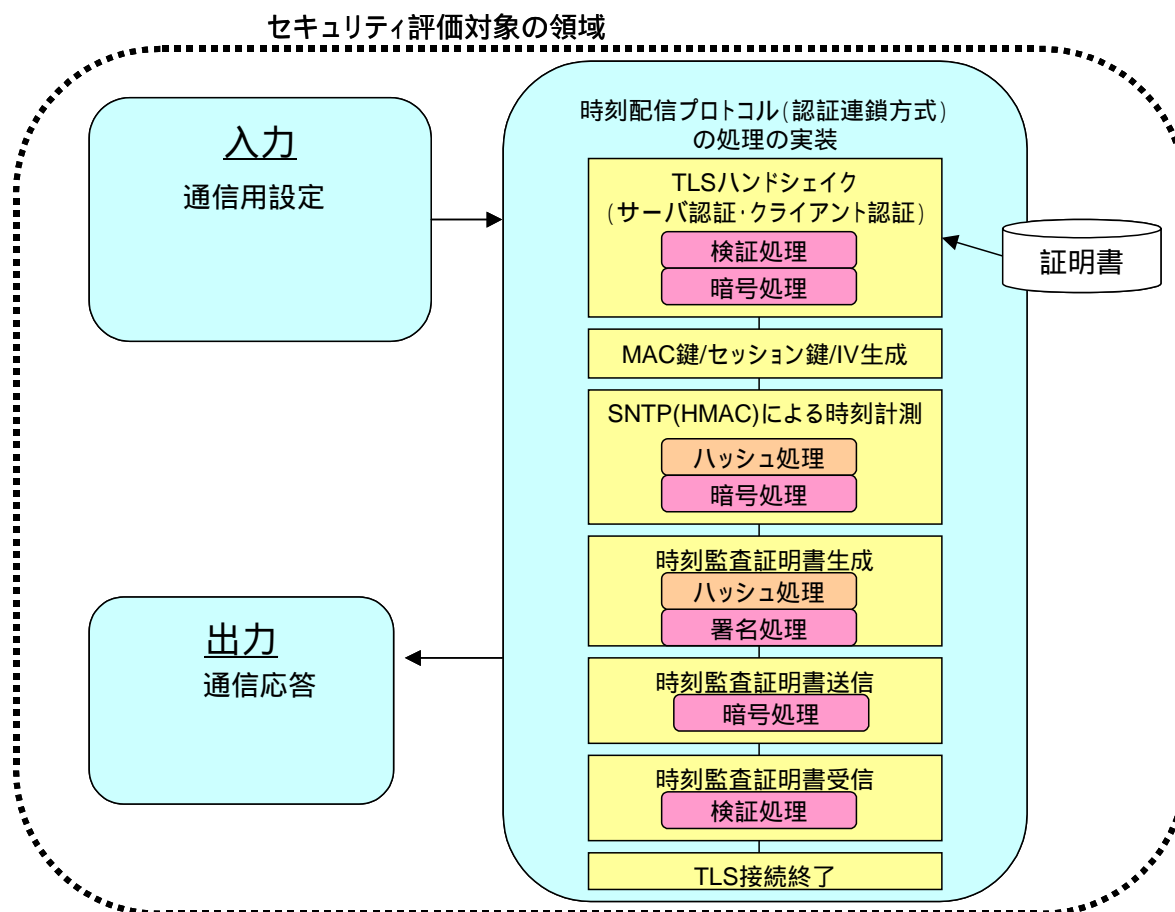 セキュリティ評価対象の領域
入力
通信用設定
時刻配信プロトコル(認証連鎖方式)
の処理の実装
TLSハンドシェイク
(サーバ認証・クライアント認証)
検証処理
暗号処理
証明書
MAC鍵/セッション鍵/IV生成
SNTP(HMAC)による時刻計測
ハッシュ処理
暗号処理
時刻監査証明書生成
ハッシュ処理
署名処理
出力
通信応答
時刻監査証明書送信
暗号処理
時刻監査証明書受信
検証処理
TLS接続終了